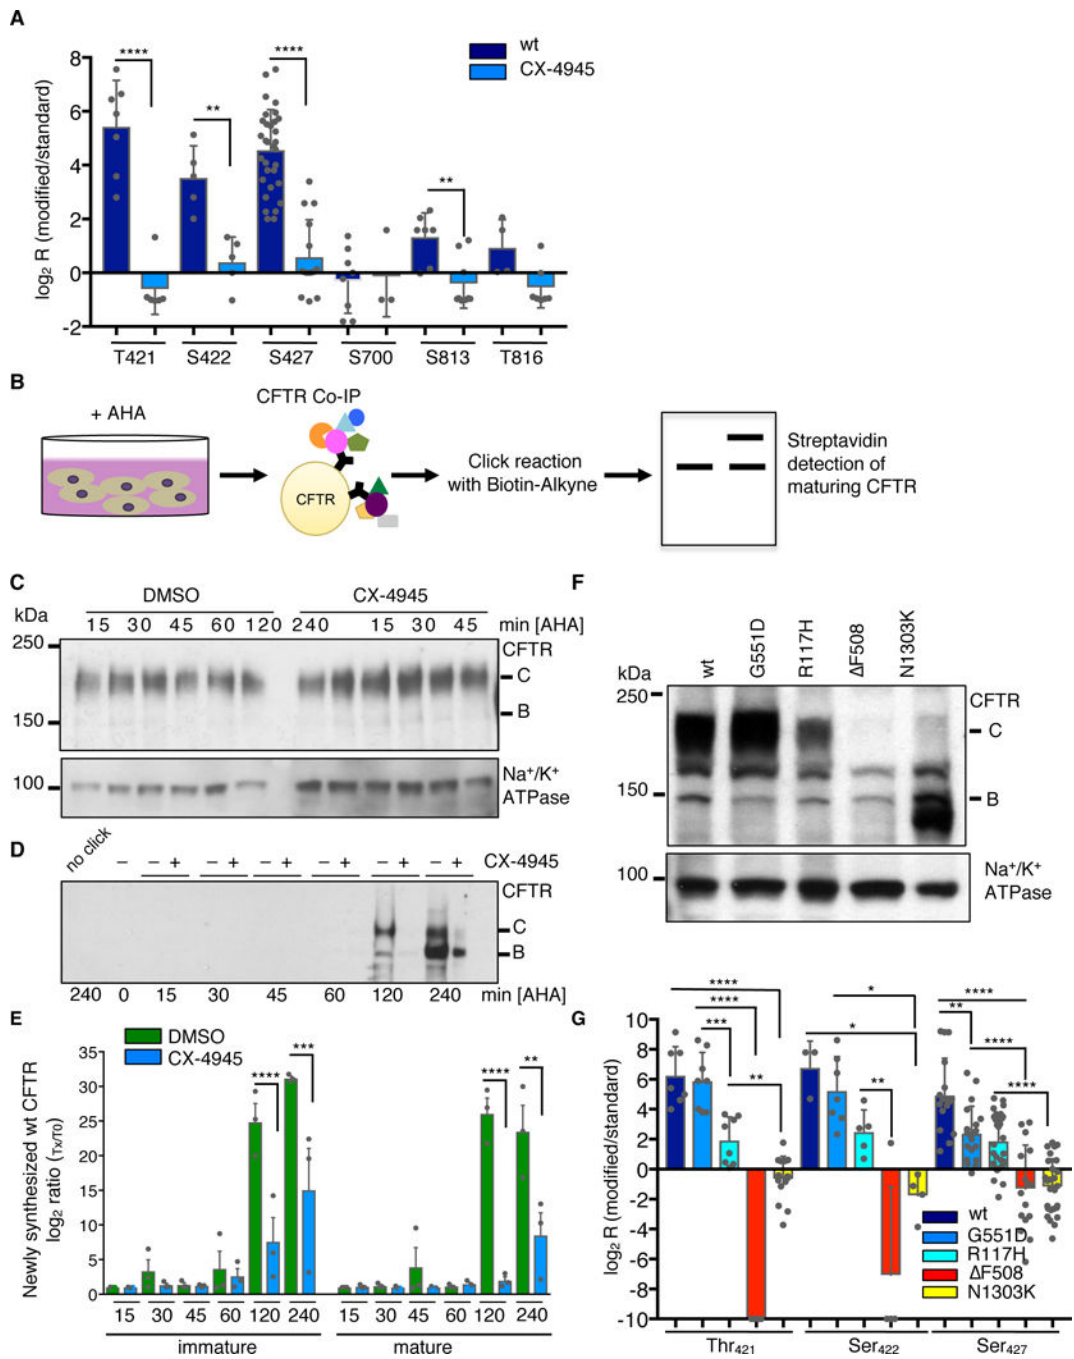 A
wt
CX-4945
8
6
4
2
0
-2
log2 R (modified/standard)
**** ** **** **
T421 S422 S427 S700 S813 T816
B
+ AHA
CFTR Co-IP
CFTR
Click reaction
with Biotin-Alkyne
Streptavidin
detection of
maturing CFTR
C
DMSO CX-4945
kDa 15 30 45 60 120 240 15 30 45 min [AHA]
250
150
CFTR
C
B
100
Na+/K+
ATPase
D
no click – – + – + – + – + – + – + CX-4945
CFTR
C
B
240 0 15 30 45 60 120 240 min [AHA]
E
DMSO
CX-4945
Newly synthesized wt CFTR
log2 ratio (Tx/T0)
35
30
25
20
15
10
5
0
**** *** **** **
15 30 45 60 120 240 15 30 45 60 120 240
immature mature
F
wt G551D R117H ΔF508 N1303K
kDa
250
150
CFTR
C
B
100
Na+/K+
ATPase
G
log2 R (modified/standard)
10
8
6
4
2
0
-2
-4
-6
-8
-10
****
****
***
**
*
*
**
****
**
****
****
wt
G551D
R117H
ΔF508
N1303K
Thr421 Ser422 Ser427